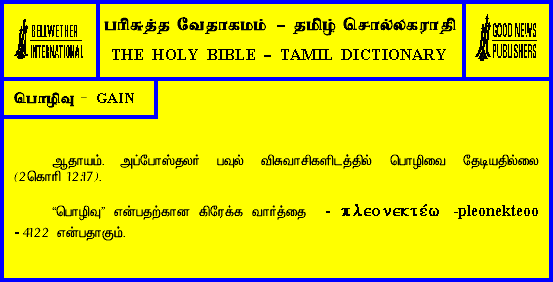 BELLWETHER
INTERNATIONAL
பரிசுத்த வேதாகமம் - தமிழ் சொல்லகராதி
THE HOLY BIBLE - TAMIL DICTIONARY
GOOD NEWS
PUBLISHERS
பொழிவு - GAIN
ஆதாயம். அப்போஸ்தலர் பவுல் விசுவாசிகளிடத்தில் பொழிவை தேடியதில்லை
(2கொரி 12:17).
“பொழிவு” என்பதற்கான கிரேக்க வார்த்தை - πλεονεκτέω -pleonekteoo
- 4122 என்பதாகும்.